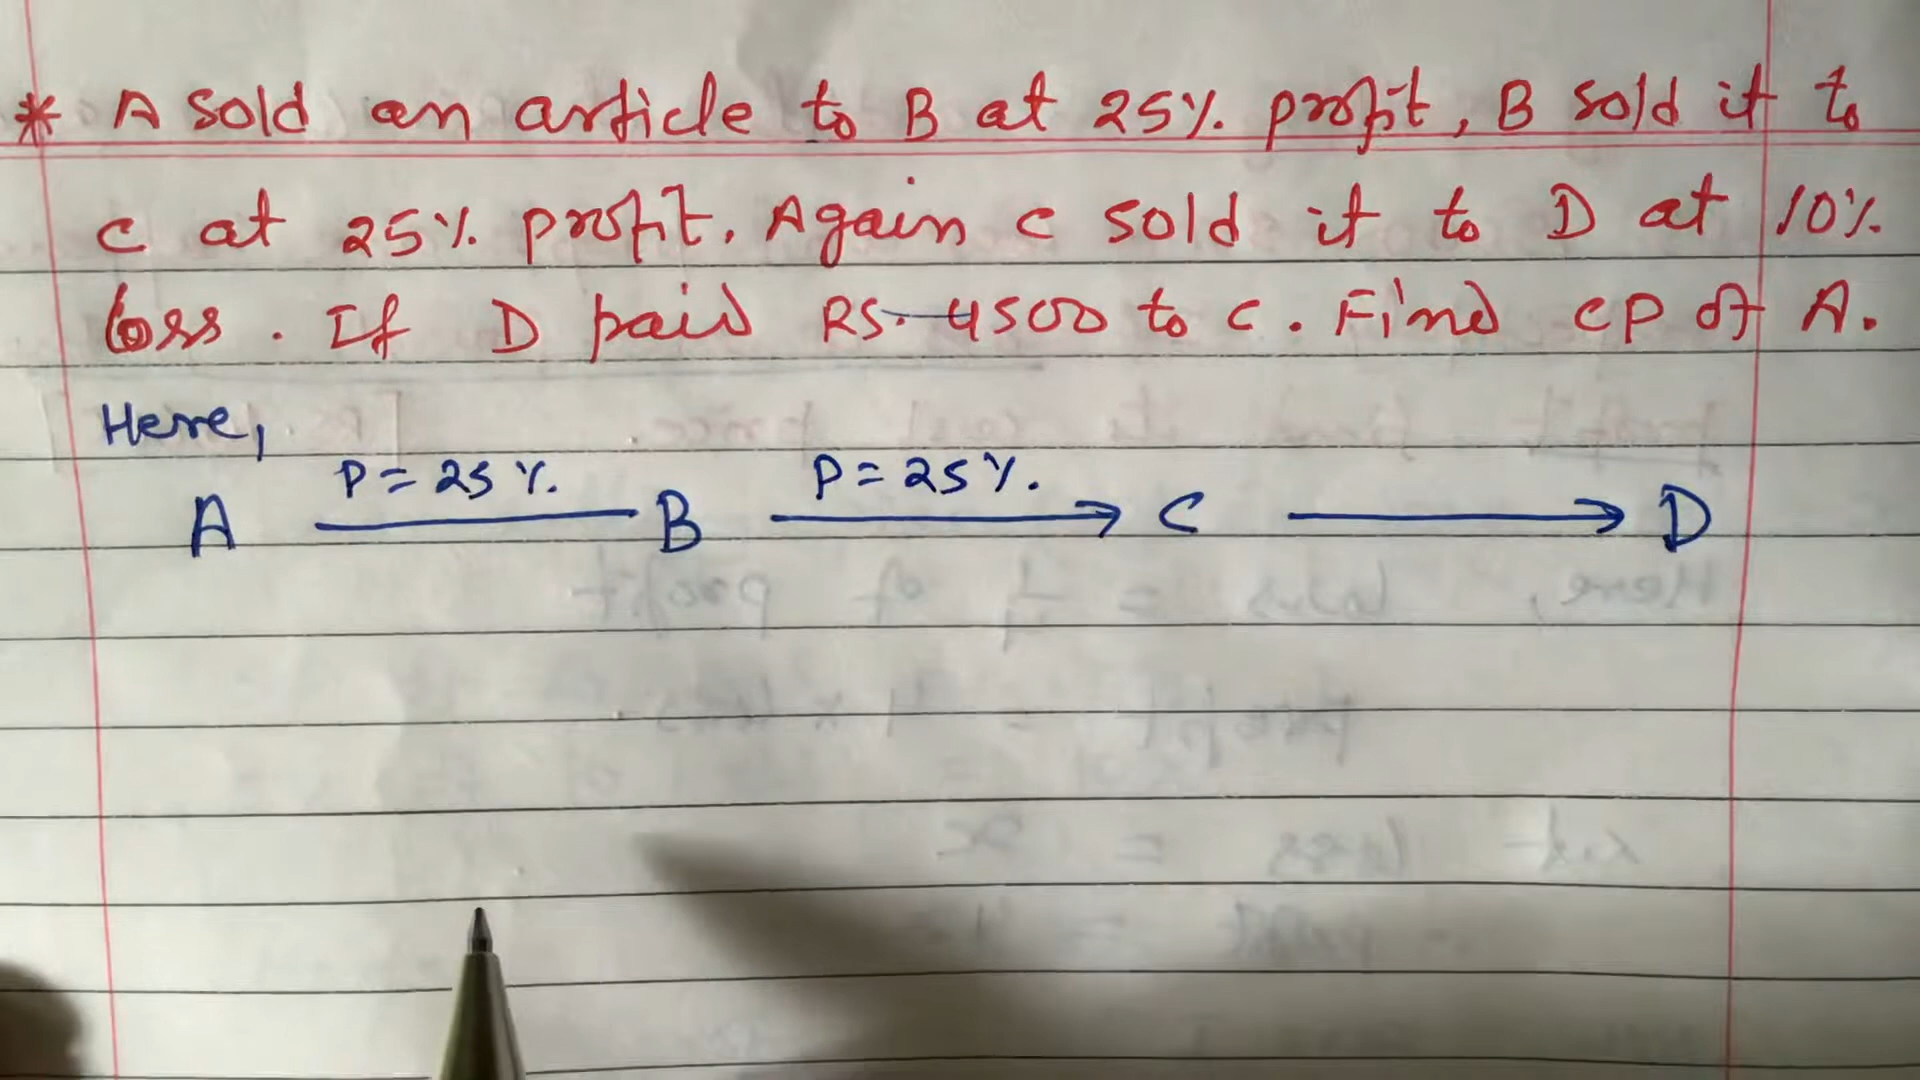 * A sold an article to B at 25% profit, B sold it to
C at 25% profit. Again C sold it to D at 10%
loss. If D paid RS. 4500 to C. Find CP of A.
Here,
P = 25% P = 25%.
A B C D